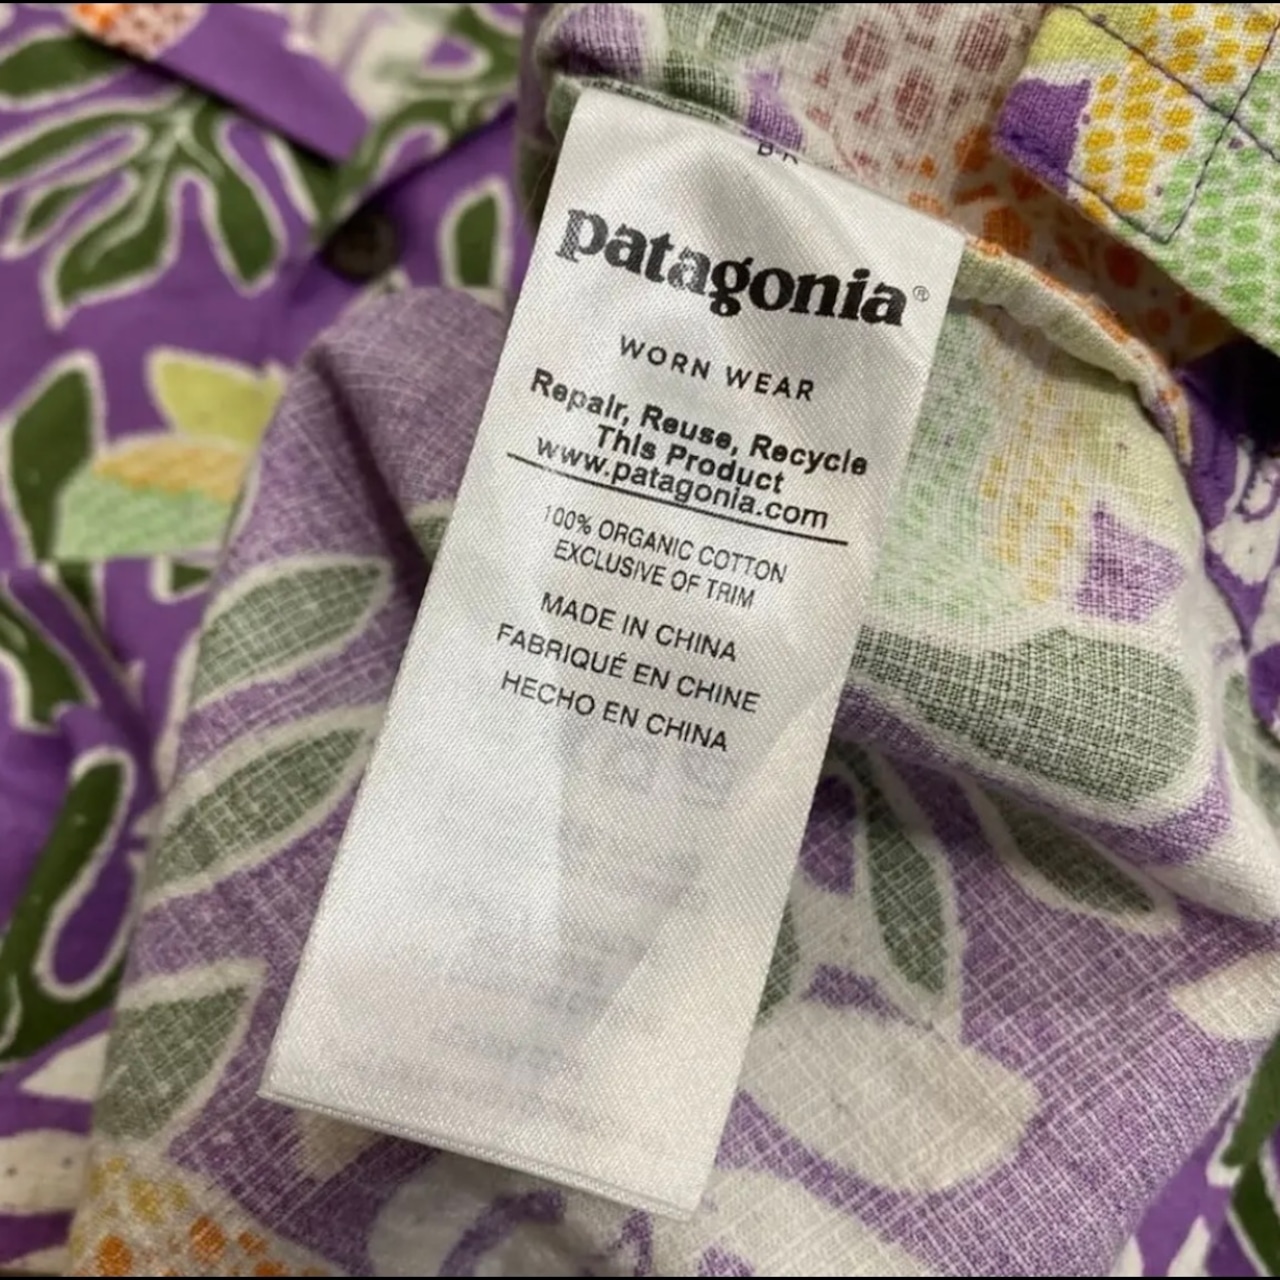 patagonia®
WORN WEAR
Repair, Reuse, Recycle
This Product
www.patagonia.com
100% ORGANIC COTTON
EXCLUSIVE OF TRIM
MADE IN CHINA
FABRIQUÉ EN CHINE
HECHO EN CHINA